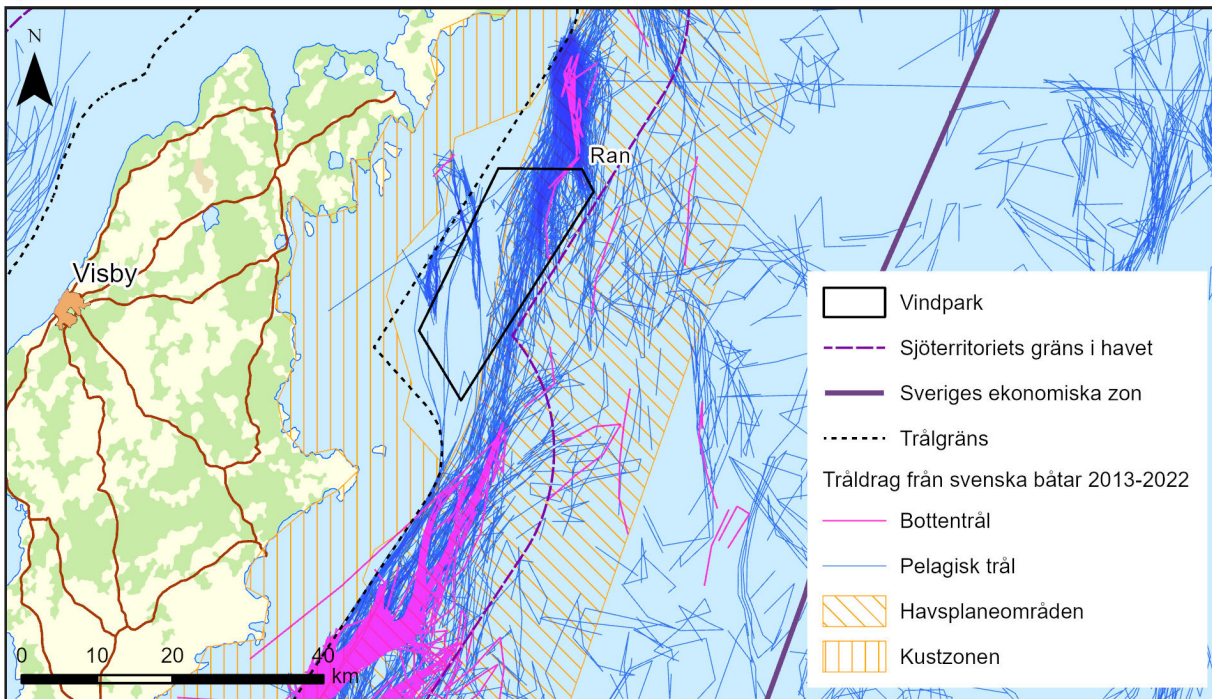 N
Ran
Visby
Vindpark
Sjöterritoriets gräns i havet
Sveriges ekonomiska zon
Trålgräns
Tråldrag från svenska båtar 2013-2022
Bottentrål
Pelagisk trål
Havsplaneområden
Kustzonen
0 10 20 40
km